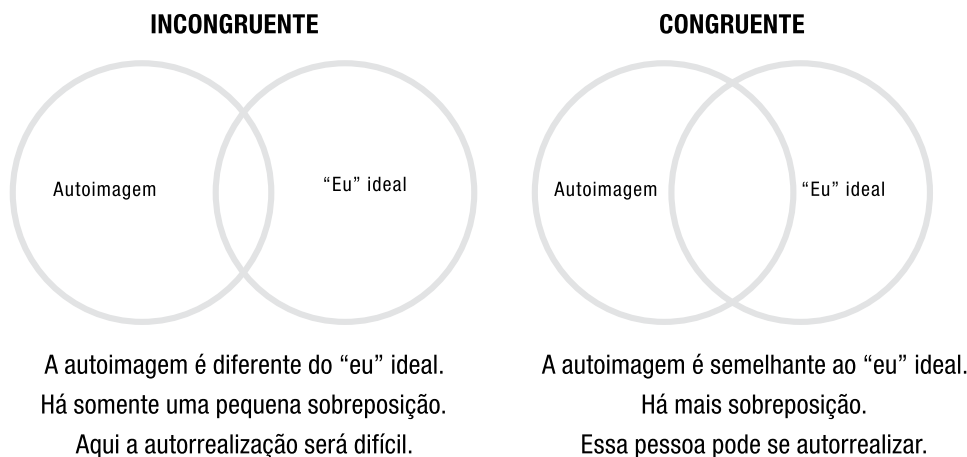 INCONGRUENTE
Autoimagem
“Eu” ideal
A autoimagem é diferente do “eu” ideal.
Há somente uma pequena sobreposição.
Aqui a autorrealização será difícil.
CONGRUENTE
Autoimagem
“Eu” ideal
A autoimagem é semelhante ao “eu” ideal.
Há mais sobreposição.
Essa pessoa pode se autorrealizar.